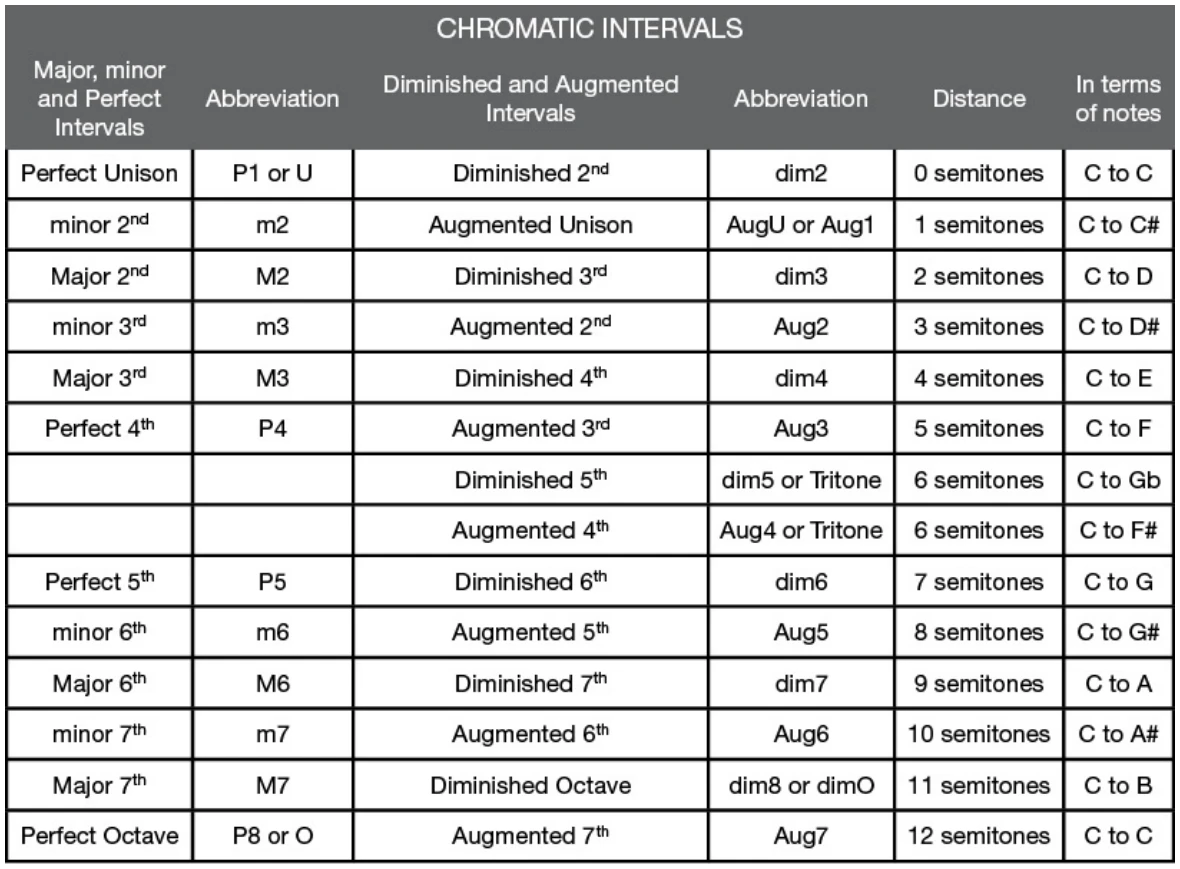 CHROMATIC INTERVALS
Major, minor and Perfect Intervals Abbreviation Diminished and Augmented Intervals Abbreviation Distance In terms of notes
Perfect Unison P1 or U Diminished 2nd dim2 0 semitones C to C
minor 2nd m2 Augmented Unison AugU or Aug1 1 semitones C to C#
Major 2nd M2 Diminished 3rd dim3 2 semitones C to D
minor 3rd m3 Augmented 2nd Aug2 3 semitones C to D#
Major 3rd M3 Diminished 4th dim4 4 semitones C to E
Perfect 4th P4 Augmented 3rd Aug3 5 semitones C to F
Diminished 5th dim5 or Tritone 6 semitones C to Gb
Augmented 4th Aug4 or Tritone 6 semitones C to F#
Perfect 5th P5 Diminished 6th dim6 7 semitones C to G
minor 6th m6 Augmented 5th Aug5 8 semitones C to G#
Major 6th M6 Diminished 7th dim7 9 semitones C to A
minor 7th m7 Augmented 6th Aug6 10 semitones C to A#
Major 7th M7 Diminished Octave dim8 or dimO 11 semitones C to B
Perfect Octave P8 or O Augmented 7th Aug7 12 semitones C to C